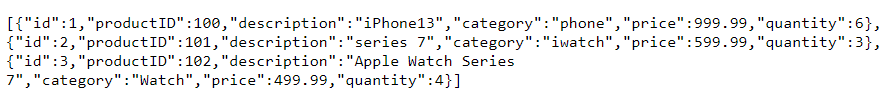 [{"id":1,"productID":100,"description":"iPhone13","category":"phone","price":999.99,"quantity":6},
{"id":2,"productID":101,"description":"series 7","category":"iwatch","price":599.99,"quantity":3},
{"id":3,"productID":102,"description":"Apple Watch Series
7","category":"Watch","price":499.99,"quantity":4}]